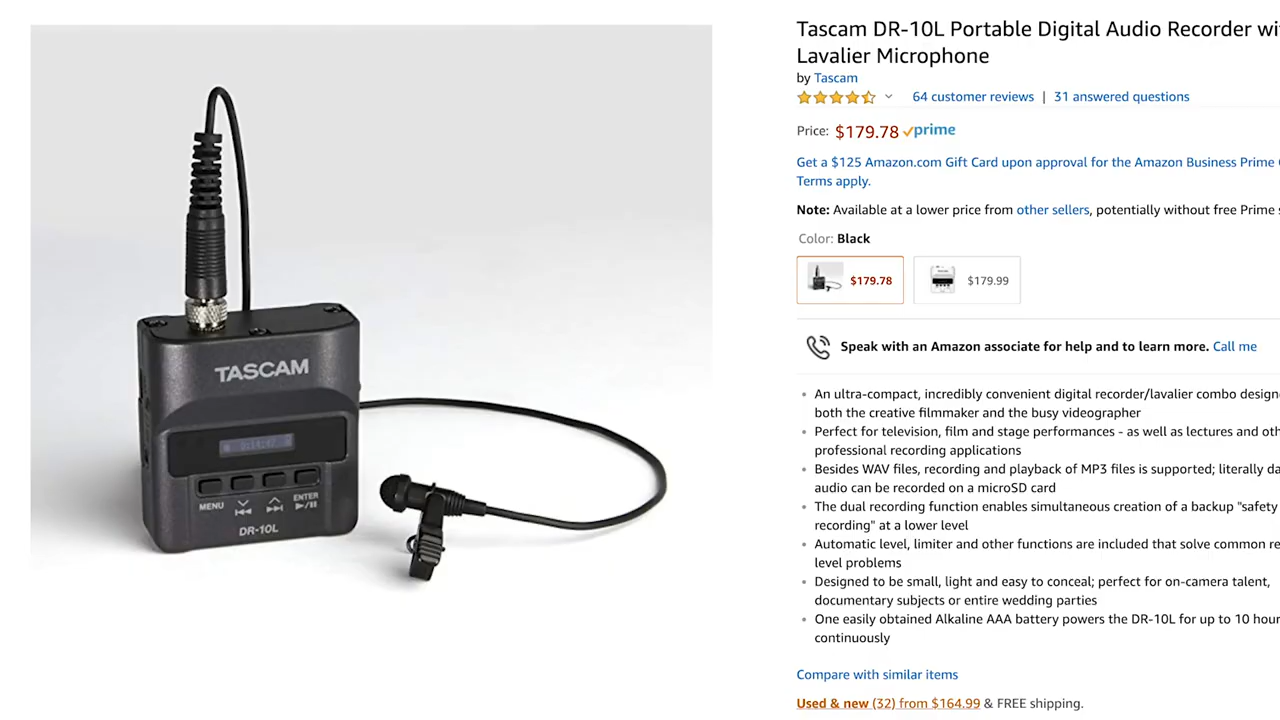 TASCAM
MENU
ENTER
DR-10L
Tascam DR-10L Portable Digital Audio Recorder
Lavalier Microphone
by Tascam
64 customer reviews | 31 answered questions
Price: $179.78 prime
Get a $125 Amazon.com Gift Card upon approval for the Amazon Business Prime
Terms apply.
Note: Available at a lower price from other sellers, potentially without free Prime
Color: Black
TASCAM
$179.78 $179.99
Speak with an Amazon associate for help and to learn more. Call me
An ultra-compact, incredibly convenient digital recorder/lavalier combo
both the creative filmmaker and the busy videographer
Perfect for television, film and stage performances - as well as lectures and
professional recording applications
Besides WAV files, recording and playback of MP3 files is supported; literally
audio can be recorded on a microSD card
The dual recording function enables simultaneous creation of a backup "safety
recording" at a lower level
Automatic level, limiter and other functions are included that solve common
level problems
Designed to be small, light and easy to conceal; perfect for on-camera talent,
documentary subjects or entire wedding parties
One easily obtained Alkaline AAA battery powers the DR-10L for up to 10
continuously
Compare with similar items
Used & new (32) from $164.99 & FREE shipping.